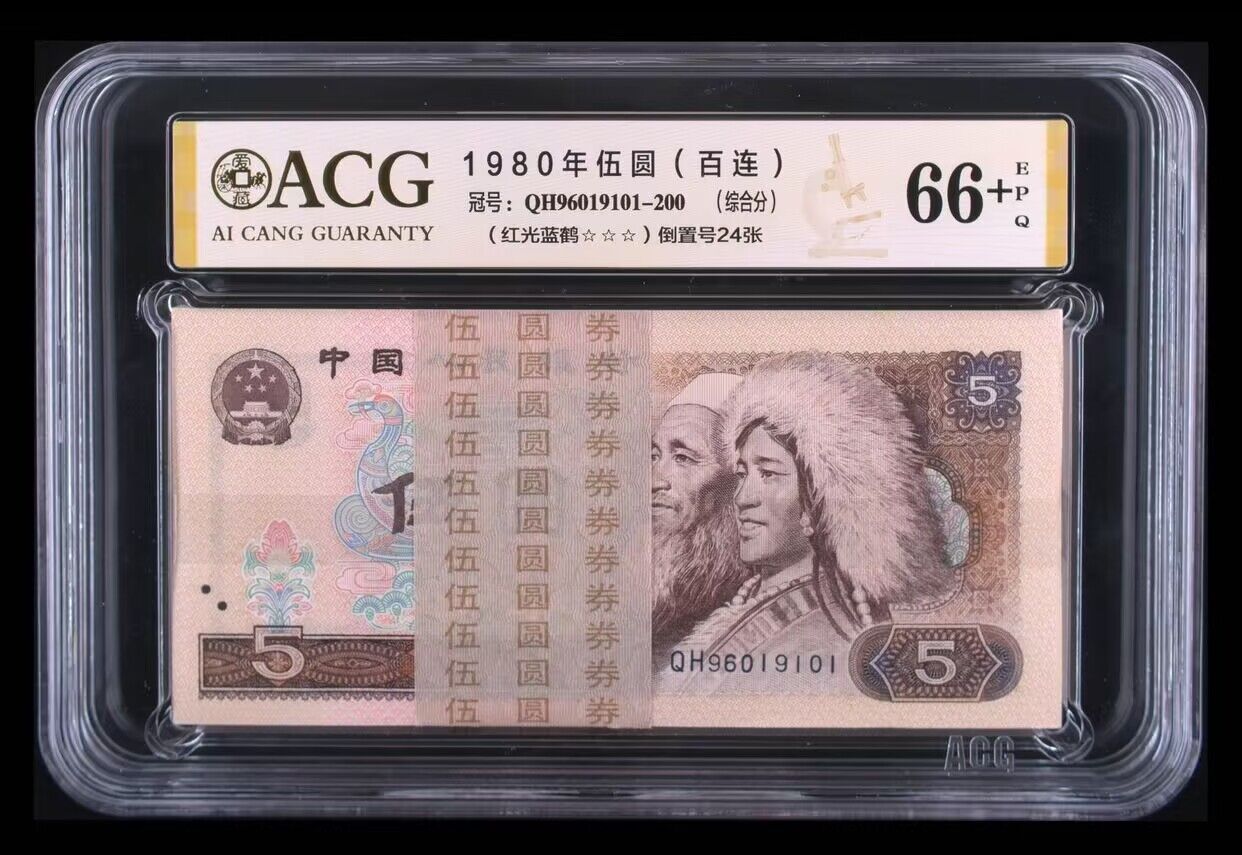 ACG
AI CANG GUARANTY
1980年伍圆（百连）
冠号：QH96019101-200 （综合分）
（红光蓝鹤☆☆☆）倒置号24张
66+
EPQ
中国
伍 圆 券
伍 圆 券
伍 圆 券
伍 圆 券
伍 圆 券
伍 圆 券
伍 圆 券
伍 圆 券
伍 圆 券
伍 圆 券
伍 圆 券
5
5
QH96019101
5
ACG